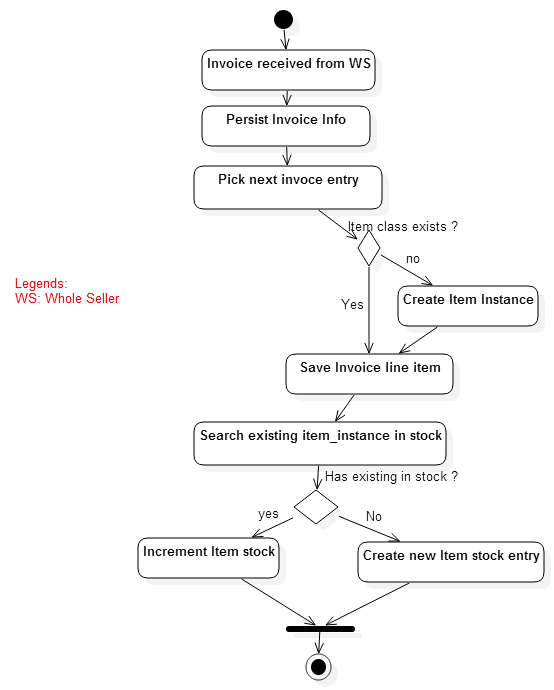 Invoice received from WS
Persist Invoice Info
Pick next invoce entry
Item class exists ?
no
Legends:
WS: Whole Seller
Create Item Instance
Yes
Save Invoice line item
Search existing item_instance in stock
Has existing in stock ?
yes
No
Increment Item stock
Create new Item stock entry